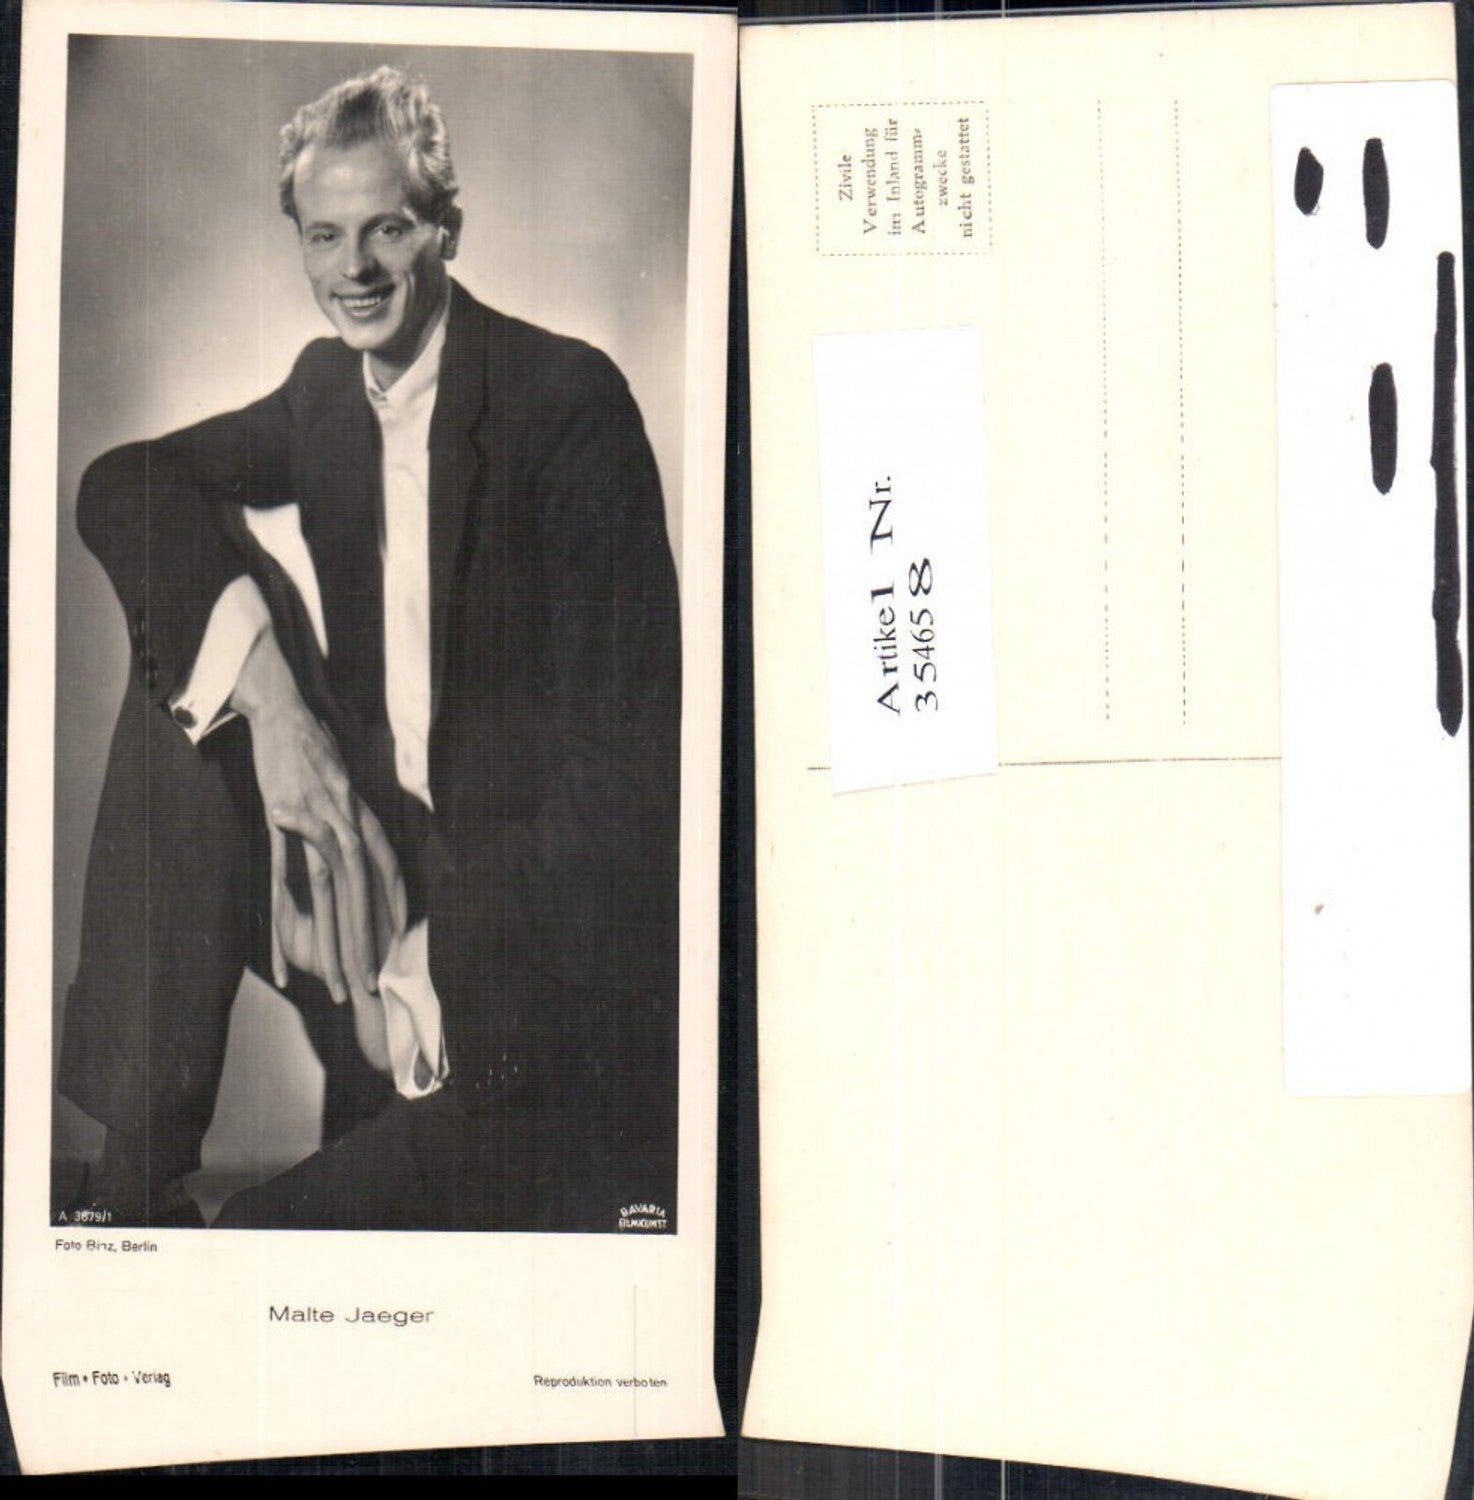 A 3679/1
BAVARIA
FILMKUNST
Foto Binz, Berlin
Malte Jaeger
Film • Foto • Verlag
Reproduktion verboten
Zivile
Verwendung
im Inland für
Autogramm-
zwecke
nicht gestattet
Artikel Nr.
354658